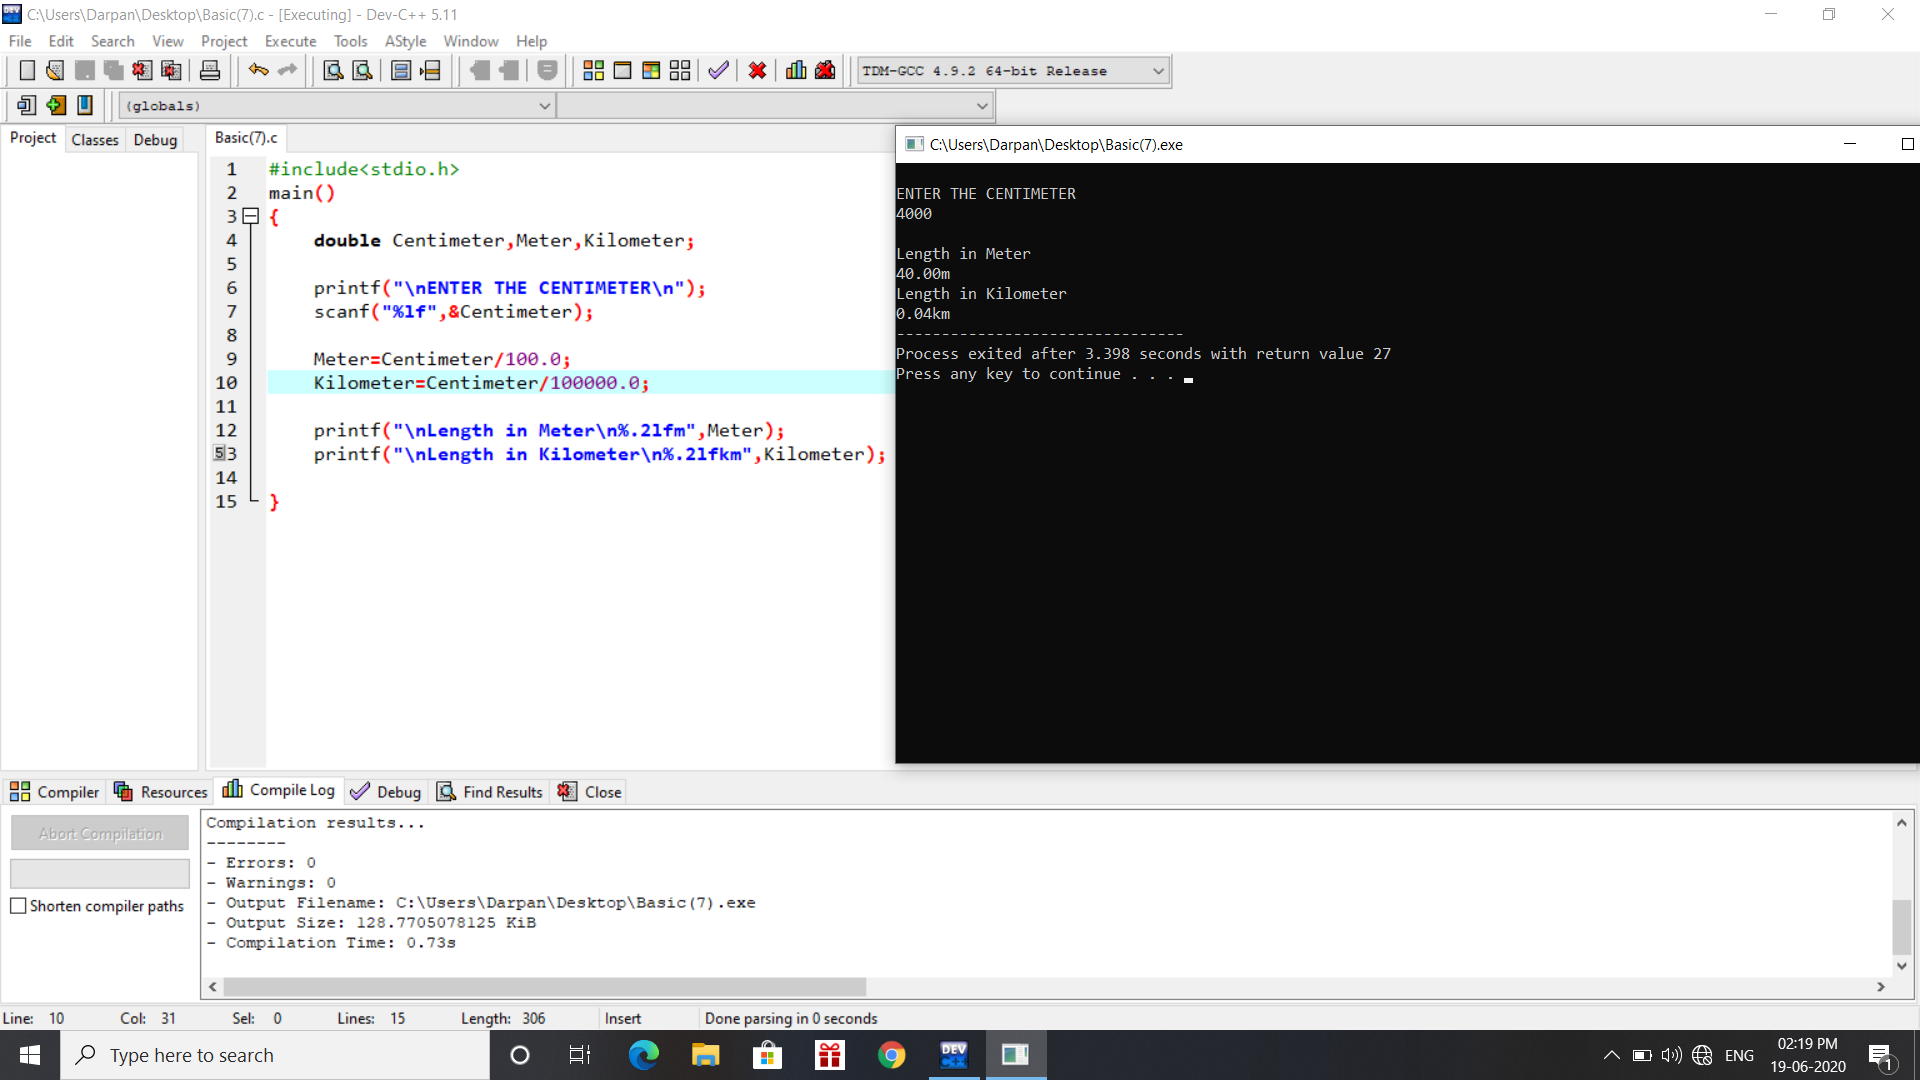 C:\Users\Darpan\Desktop\Basic(7).c - [Executing] - Dev-C++ 5.11
File Edit Search View Project Execute Tools AStyle Window Help
TDM-GCC 4.9.2 64-bit Release
(globals)
Project Classes Debug
Basic(7).c
1 #include<stdio.h>
2 main()
3 {
4 double Centimeter,Meter,Kilometer;
5
6 printf("\nENTER THE CENTIMETER\n");
7 scanf("%lf",&Centimeter);
8
9 Meter=Centimeter/100.0;
10 Kilometer=Centimeter/100000.0;
11
12 printf("\nLength in Meter\n%.2lfm",Meter);
53 printf("\nLength in Kilometer\n%.2lfkm",Kilometer);
14
15 }
C:\Users\Darpan\Desktop\Basic(7).exe
ENTER THE CENTIMETER
4000
Length in Meter
40.00m
Length in Kilometer
0.04km
--------------------------------
Process exited after 3.398 seconds with return value 27
Press any key to continue . . .
Compiler Resources Compile Log Debug Find Results Close
Abort Compilation
Shorten compiler paths
Compilation results...
--------
- Errors: 0
- Warnings: 0
- Output Filename: C:\Users\Darpan\Desktop\Basic(7).exe
- Output Size: 128.7705078125 KiB
- Compilation Time: 0.73s
Line: 10 Col: 31 Sel: 0 Lines: 15 Length: 306 Insert Done parsing in 0 seconds
Type here to search
DEV C++
ENG
02:19 PM
19-06-2020
1